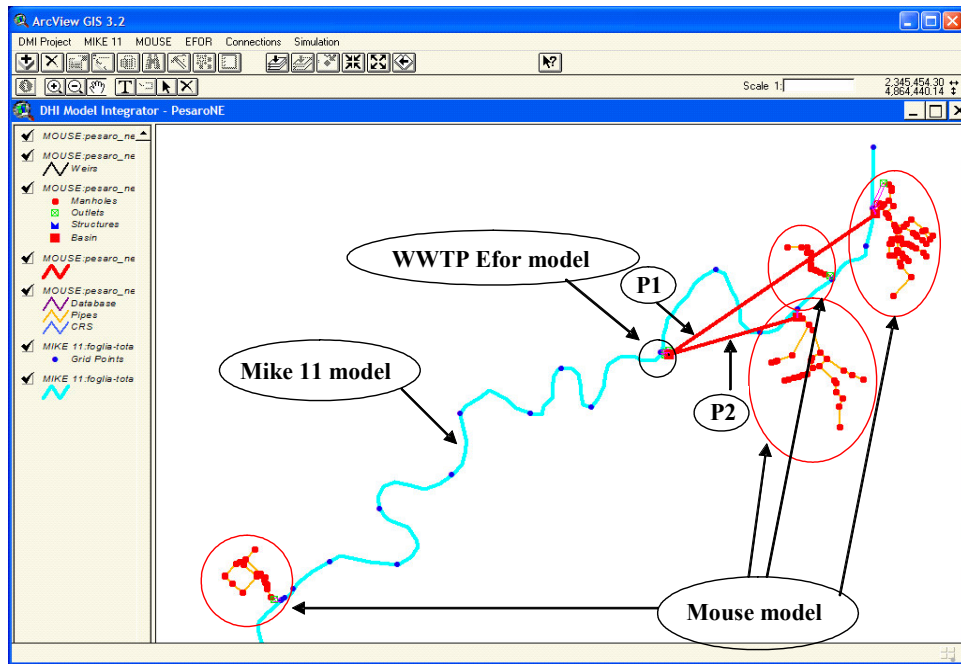 ArcView GIS 3.2
DMI Project MIKE 11 MOUSE EFOR Connections Simulation
Scale 1:
2,345,454.30
4,864,440.14
DHI Model Integrator - PesaroNE
MOUSE:pesaro_ne
MOUSE:pesaro_ne
Weirs
MOUSE:pesaro_ne
Manholes
Outlets
Structures
Basin
MOUSE:pesaro_ne
MOUSE:pesaro_ne
Database
Pipes
CRS
MIKE 11:foglia-tota
Grid Points
MIKE 11:foglia-tota
WWTP Efor model
P1
Mike 11 model
P2
Mouse model